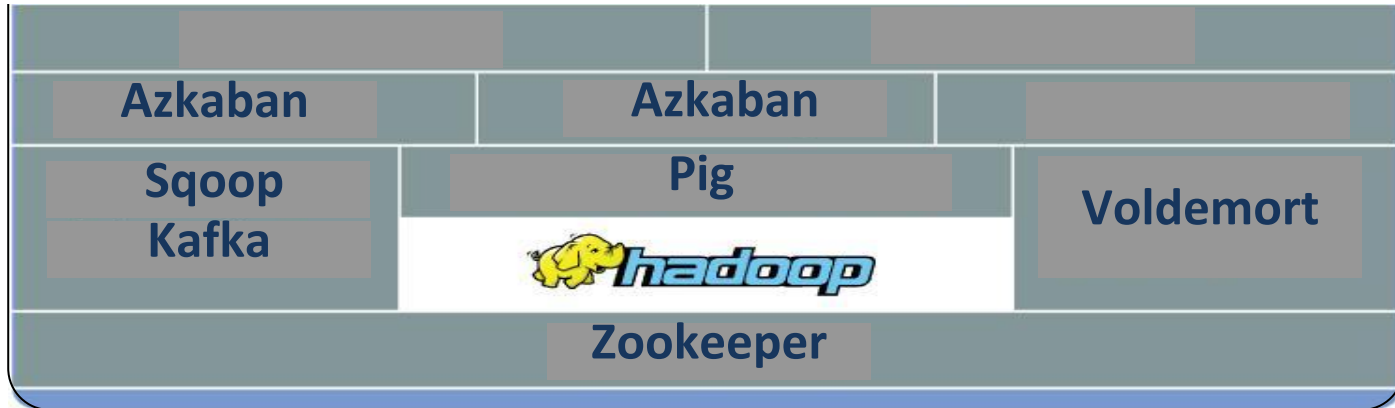 Azkaban
Azkaban
Sqoop
Kafka
Pig
hadoop
Voldemort
Zookeeper